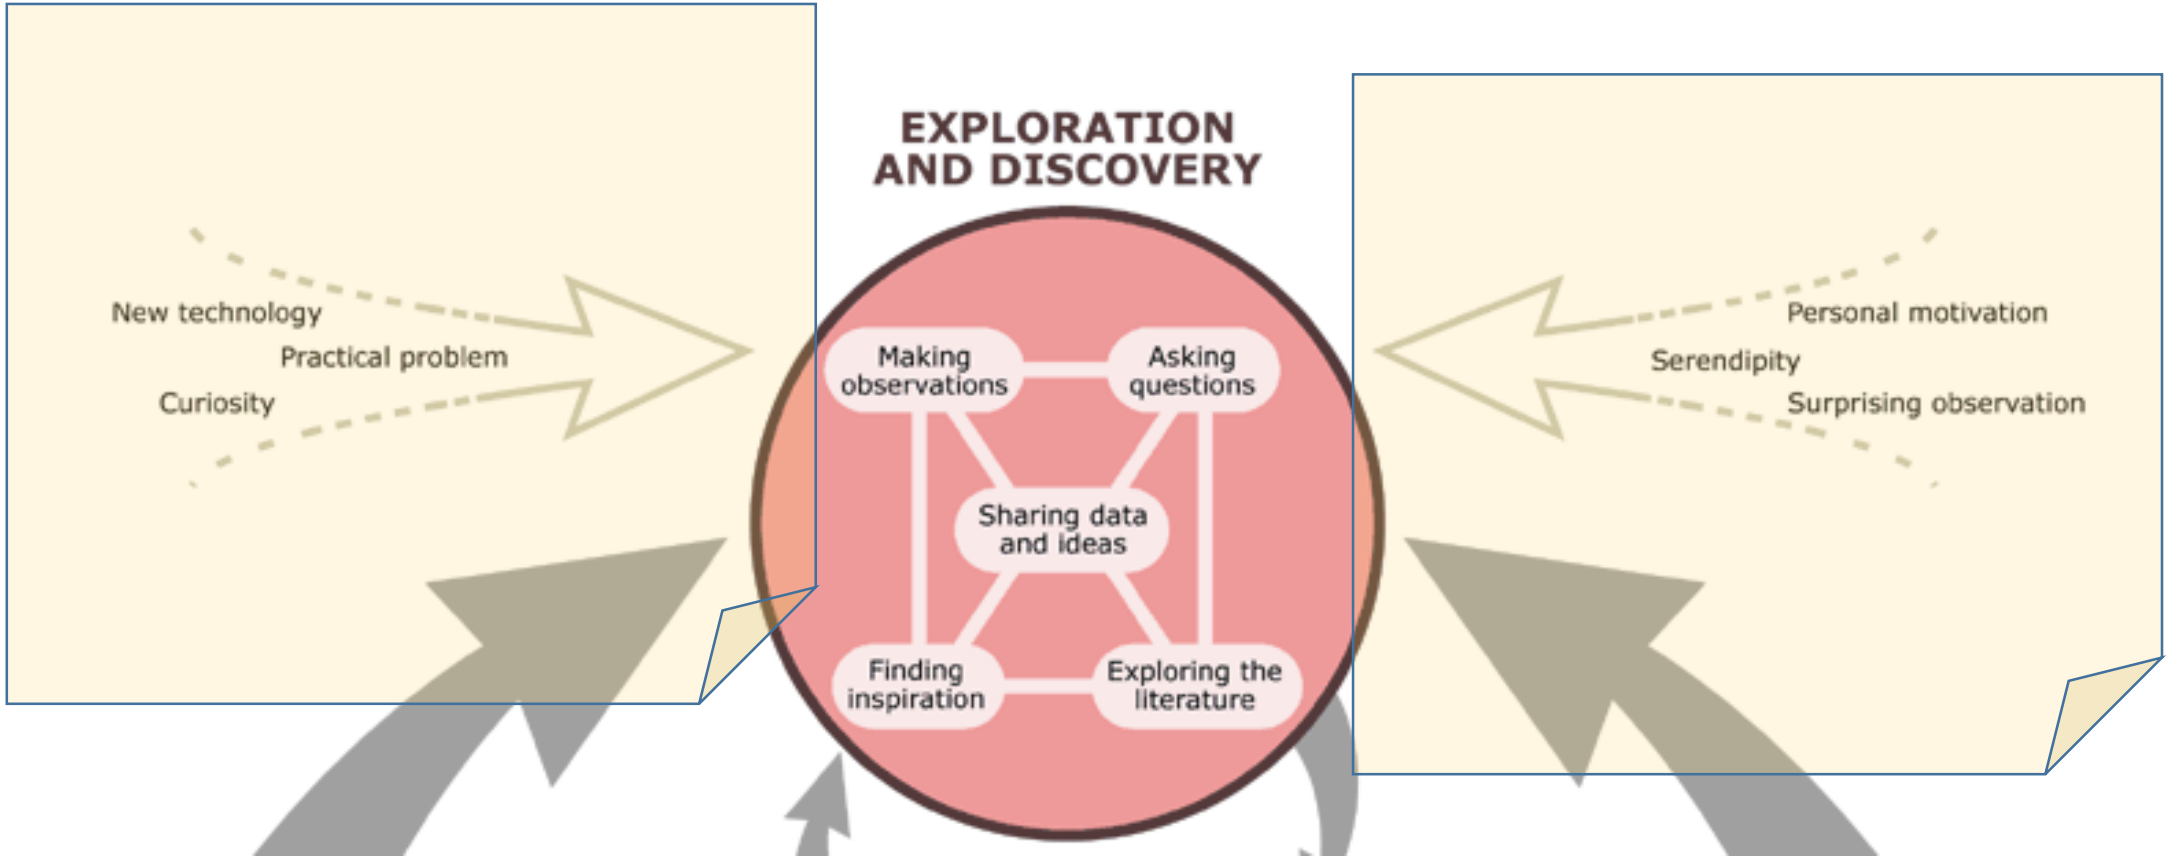 EXPLORATION
AND DISCOVERY
New technology
Practical problem
Curiosity
Personal motivation
Serendipity
Surprising observation
Making
observations
Asking
questions
Sharing data
and ideas
Finding
inspiration
Exploring the
literature